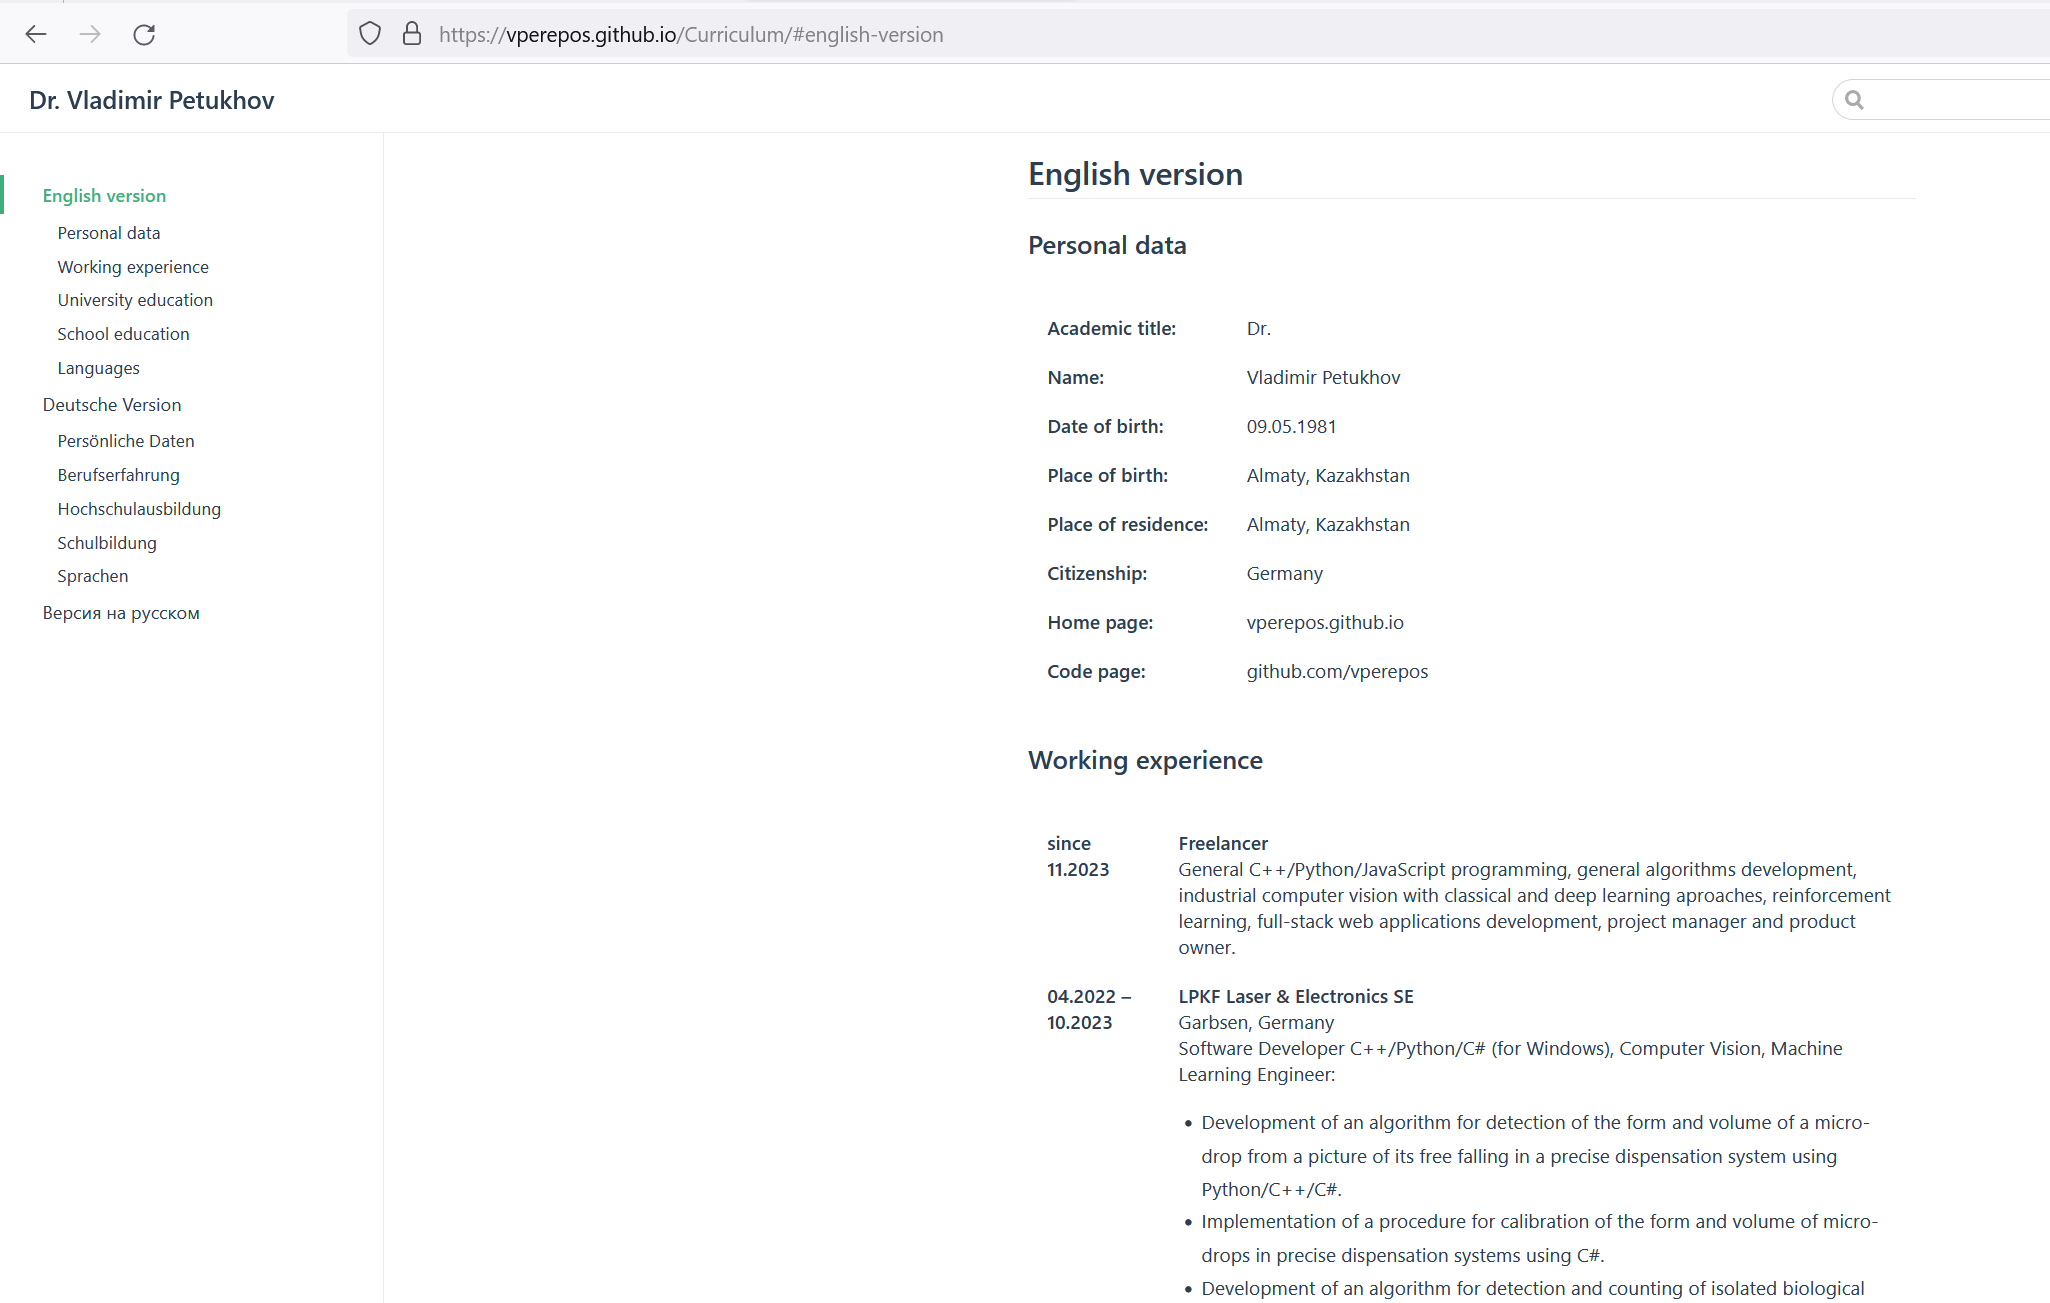 https://vperepos.github.io/Curriculum/#english-version
Dr. Vladimir Petukhov
English version
Personal data
Working experience
University education
School education
Languages
Deutsche Version
Persönliche Daten
Berufserfahrung
Hochschulausbildung
Schulbildung
Sprachen
Версия на русском
English version
Personal data
Academic title: Dr.
Name: Vladimir Petukhov
Date of birth: 09.05.1981
Place of birth: Almaty, Kazakhstan
Place of residence: Almaty, Kazakhstan
Citizenship: Germany
Home page: vperepos.github.io
Code page: github.com/vperepos
Working experience
since
11.2023
Freelancer
General C++/Python/JavaScript programming, general algorithms development,
industrial computer vision with classical and deep learning aproaches, reinforcement
learning, full-stack web applications development, project manager and product
owner.
04.2022 –
10.2023
LPKF Laser & Electronics SE
Garbsen, Germany
Software Developer C++/Python/C# (for Windows), Computer Vision, Machine
Learning Engineer:
• Development of an algorithm for detection of the form and volume of a micro-
drop from a picture of its free falling in a precise dispensation system using
Python/C++/C#.
• Implementation of a procedure for calibration of the form and volume of micro-
drops in precise dispensation systems using C#.
• Development of an algorithm for detection and counting of isolated biological